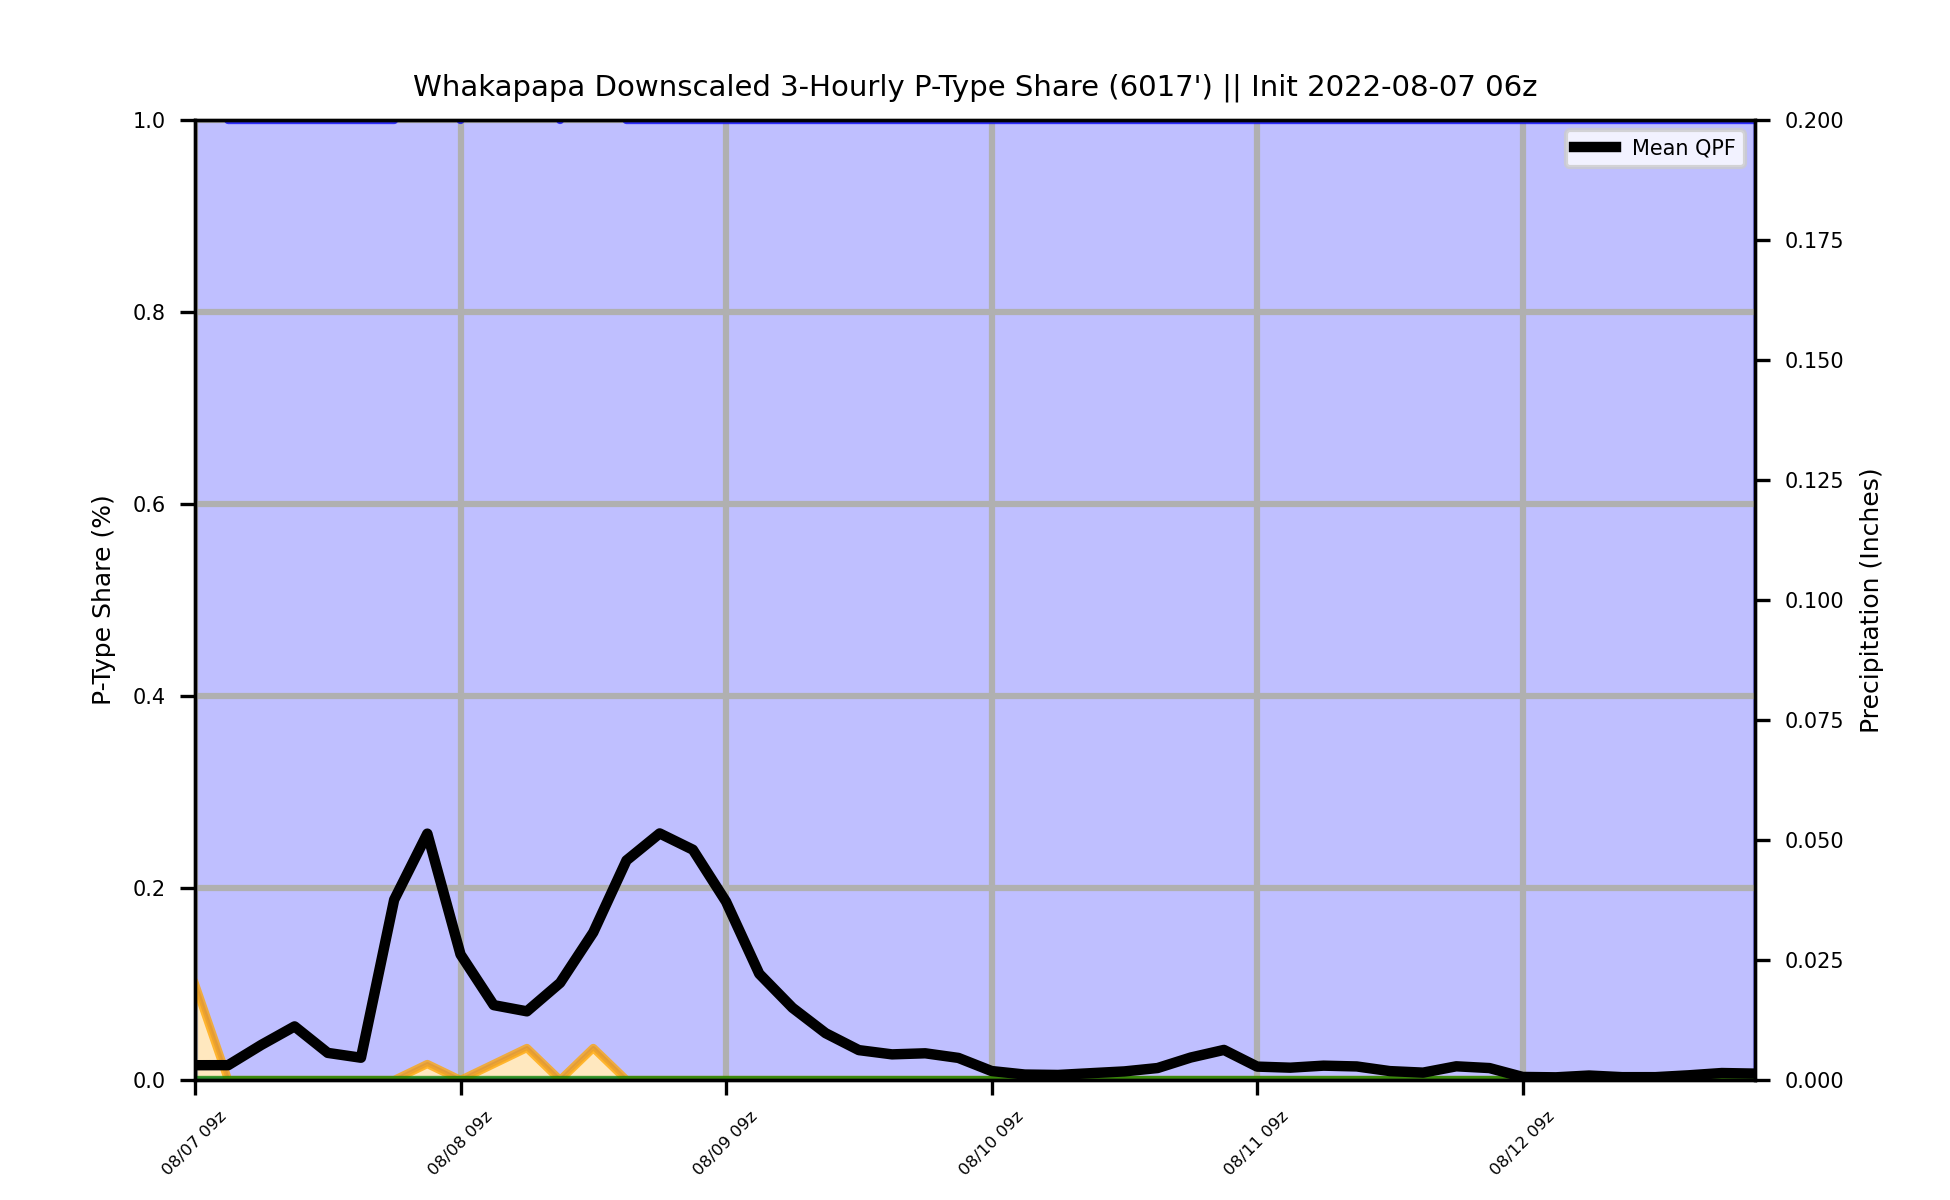 Whakapapa Downscaled 3-Hourly P-Type Share (6017') || Init 2022-08-07 06z
Mean QPF
P-Type Share (%)
1.0
0.8
0.6
0.4
0.2
0.0
0.200
0.175
0.150
0.125
0.100
0.075
0.050
0.025
0.000
Precipitation (Inches)
08/07 09z
08/08 09z
08/09 09z
08/10 09z
08/11 09z
08/12 09z